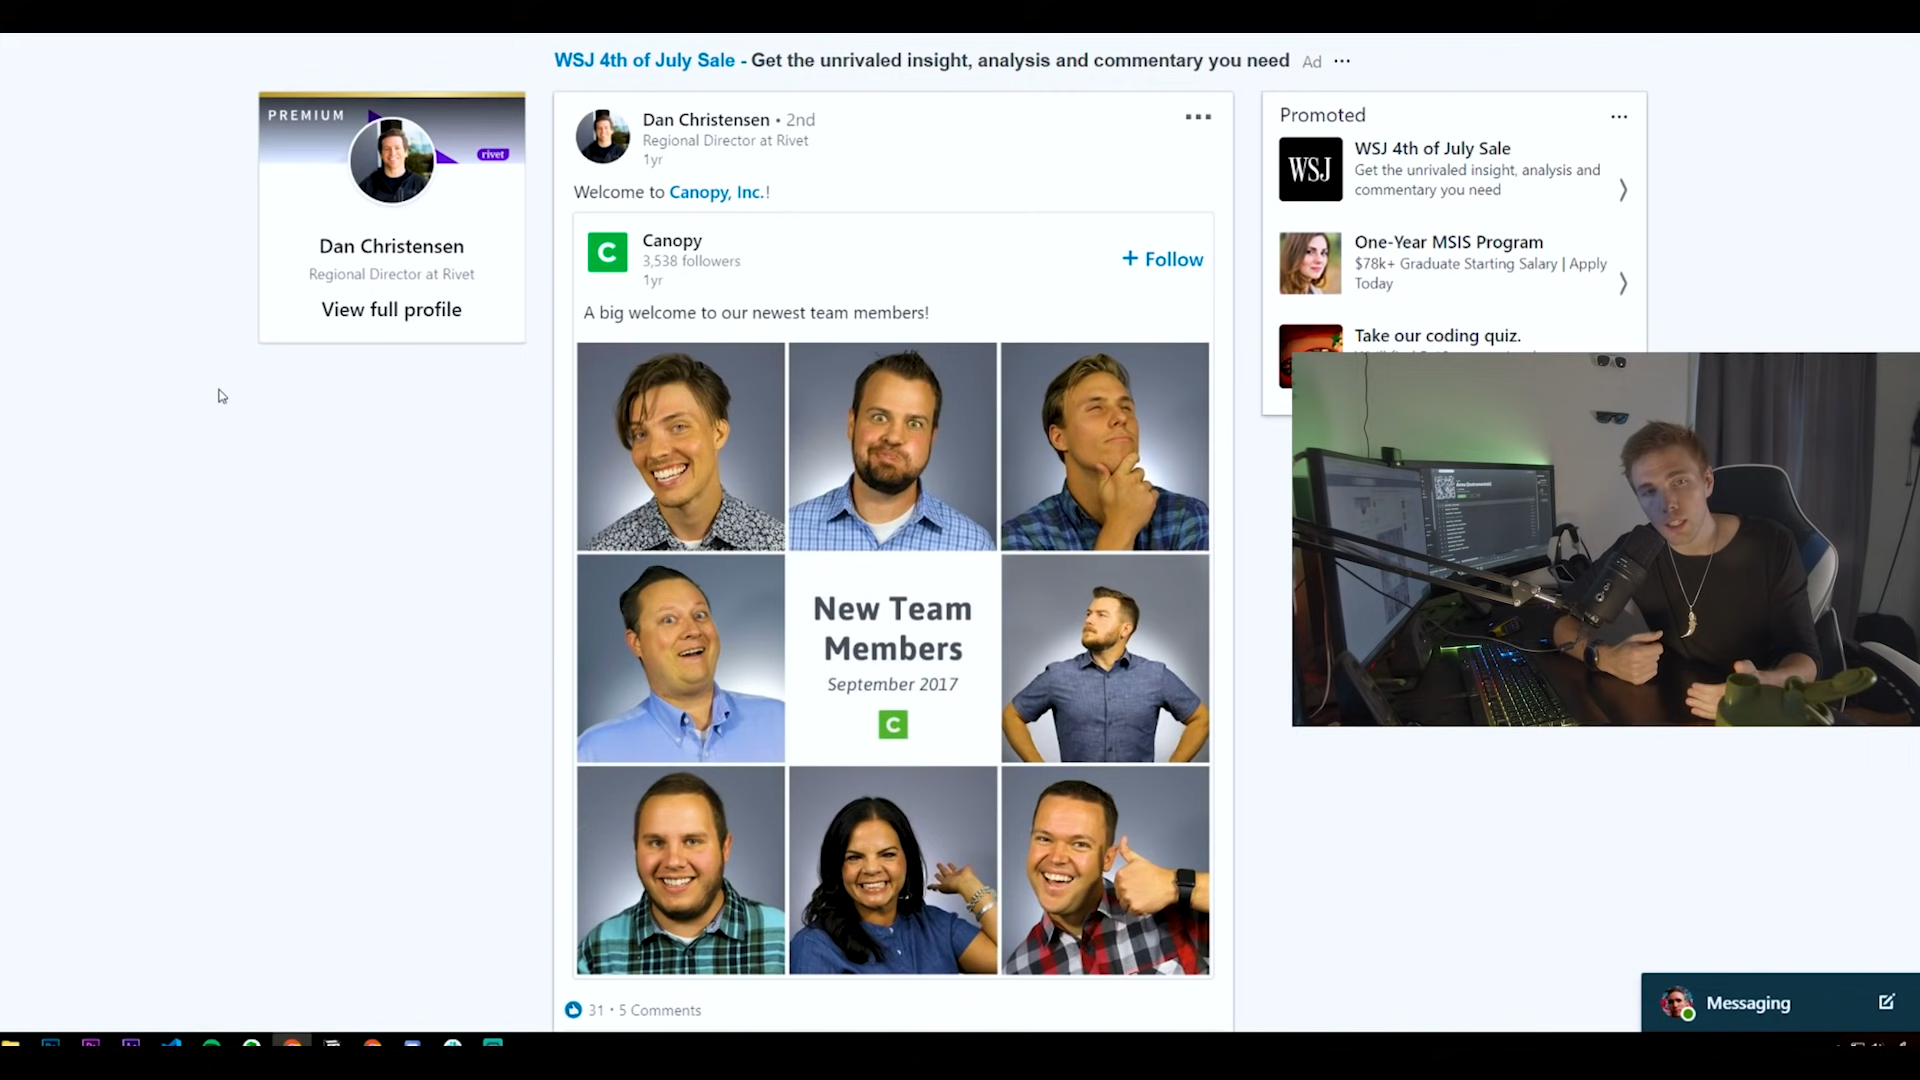 WSJ 4th of July Sale - Get the unrivaled insight, analysis and commentary you need Ad
PREMIUM
rivet
Dan Christensen
Regional Director at Rivet
View full profile
Dan Christensen • 2nd
Regional Director at Rivet
1yr
Welcome to Canopy, Inc.!
C
Canopy
3,538 followers
1yr
+ Follow
A big welcome to our newest team members!
New Team
Members
September 2017
C
31 • 5 Comments
Promoted
WSJ
WSJ 4th of July Sale
Get the unrivaled insight, analysis and
commentary you need
One-Year MSIS Program
$78k+ Graduate Starting Salary | Apply
Today
Take our coding quiz.
Messaging